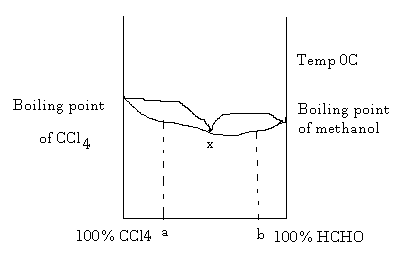 Temp 0C
Boiling point
of CCl4
Boiling point
of methanol
x
100% CCl4
a
b
100% HCHO